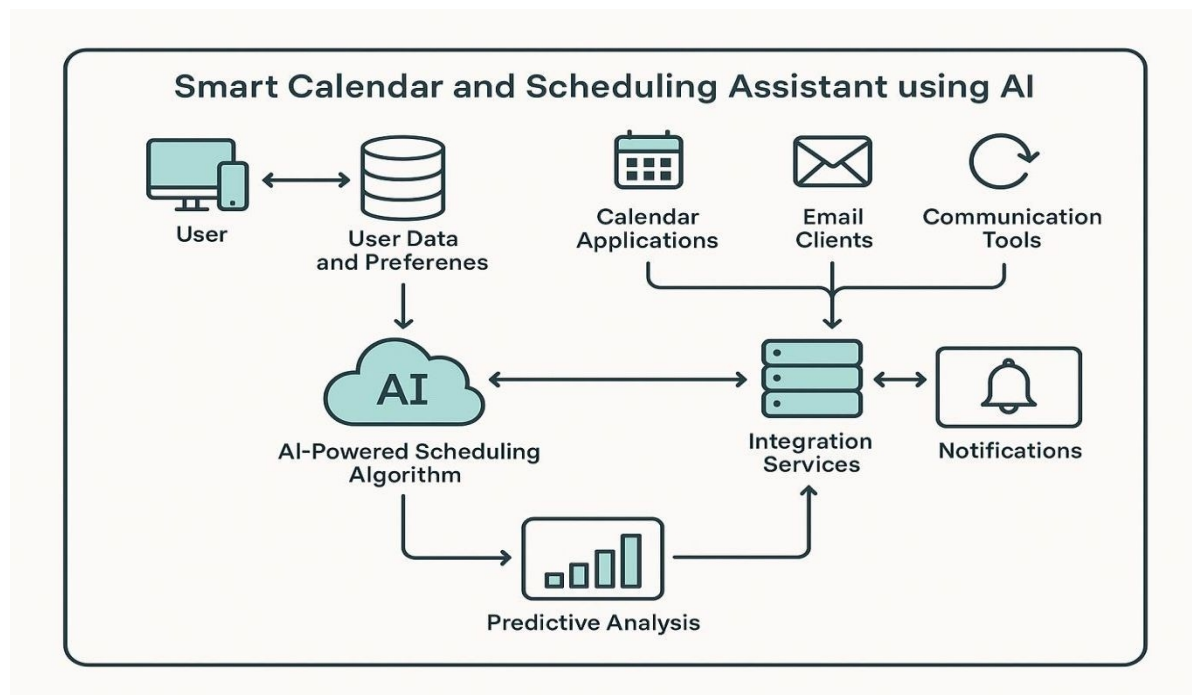 Smart Calendar and Scheduling Assistant using AI
User
User Data
and Preferenes
Calendar
Applications
Email
Clients
Communication
Tools
AI
AI-Powered Scheduling
Algorithm
Integration
Services
Notifications
Predictive Analysis